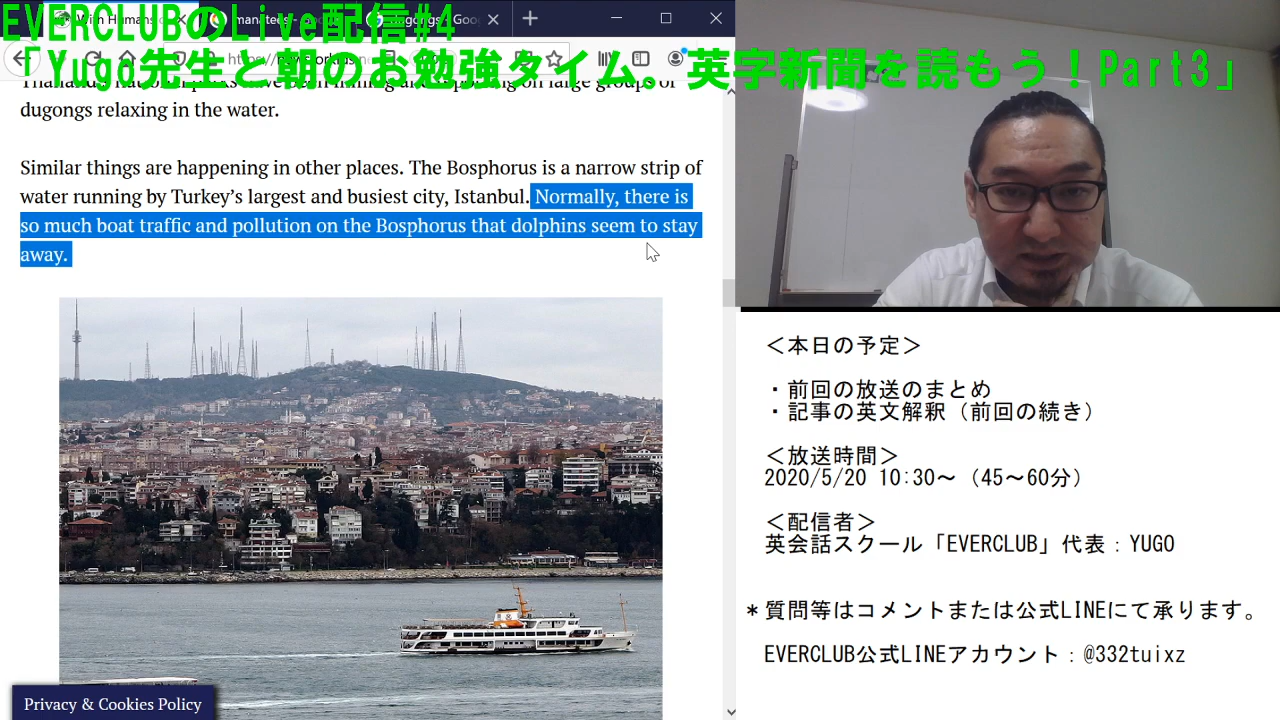 EVERCLUBのLive配信#4
「Yugo先生と朝のお勉強タイム。英字新聞を読もう！Part3」
dugongs relaxing in the water.
Similar things are happening in other places. The Bosphorus is a narrow strip of
water running by Turkey's largest and busiest city, Istanbul. Normally, there is
so much boat traffic and pollution on the Bosphorus that dolphins seem to stay
away.
Privacy & Cookies Policy
＜本日の予定＞
・前回の放送のまとめ
・記事の英文解釈（前回の続き）
＜放送時間＞
2020/5/20 10:30～（45～60分）
＜配信者＞
英会話スクール「EVERCLUB」代表：YUGO
＊質問等はコメントまたは公式LINEにて承ります。
EVERCLUB公式LINEアカウント：@332tuixz